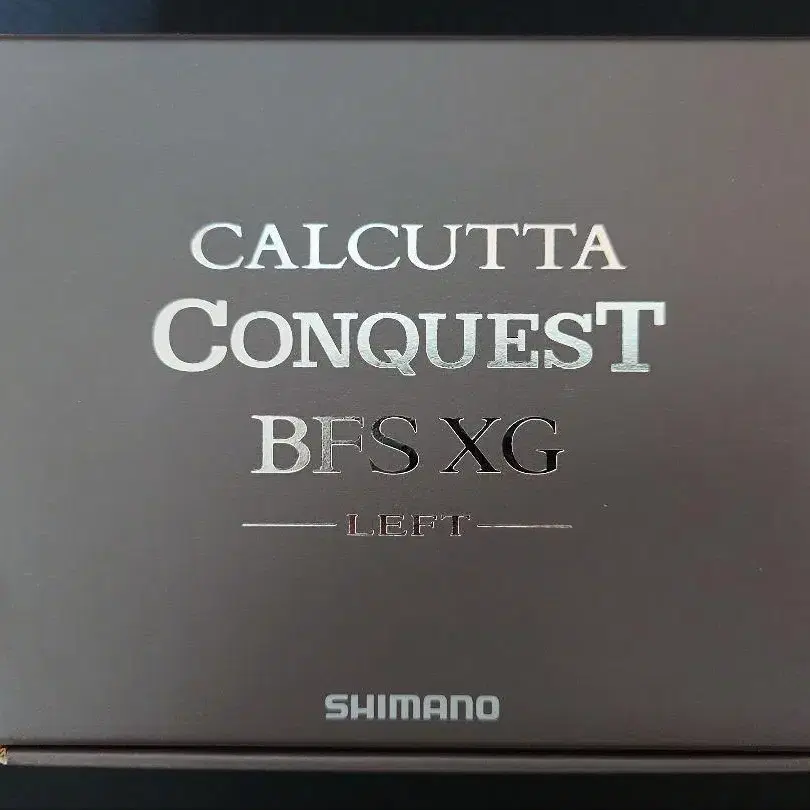 CALCUTTA
CONQUEST
BFS XG
LEFT
SHIMANO